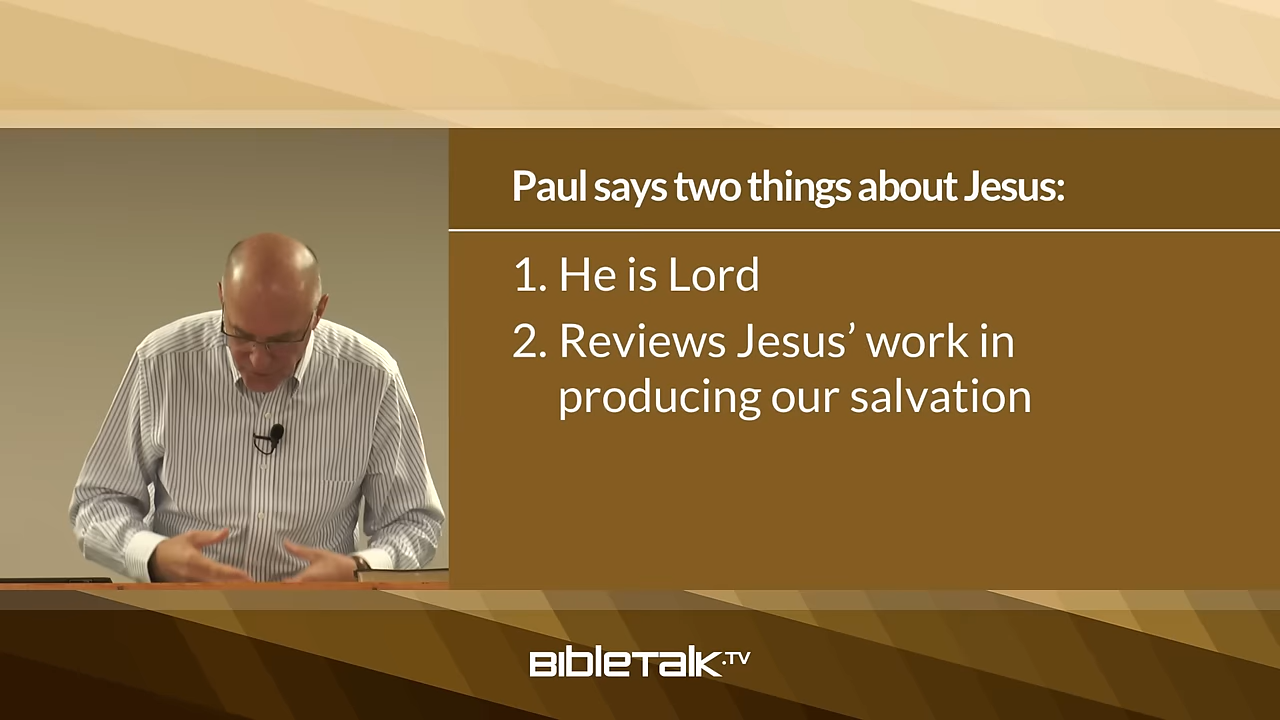 Paul says two things about Jesus:
1. He is Lord
2. Reviews Jesus’ work in
producing our salvation
BIBLETALK.TV